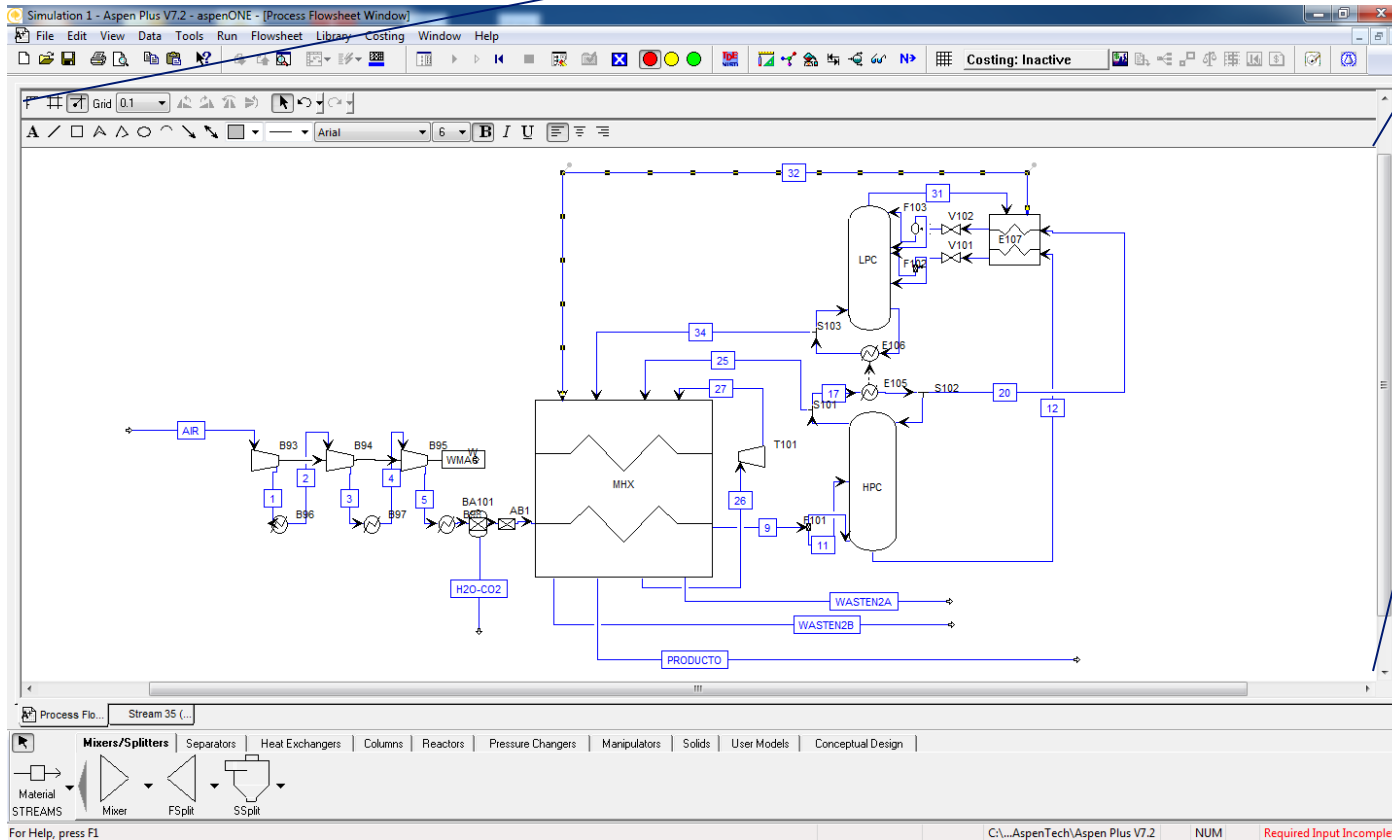 Simulation 1 - Aspen Plus V7.2 - aspenONE - [Process Flowsheet Window]
File Edit View Data Tools Run Flowsheet Library Costing Window Help
Costing: Inactive
Grid 0.1
A Arial 6 B I U
32
31
F103
V102
E107
V101
LPC
F102
S103
34
E106
25
17
E105
S102
20
27
S101
12
AIR
B93
B94
B95
W
WMAC
T101
MHX
HPC
1
2
3
4
5
26
B96
B97
B98
BA101
AB1
9
F101
11
H2O-CO2
WASTEN2A
WASTEN2B
PRODUCTO
Process Flo...
Stream 35 (...
Mixers/Splitters Separators Heat Exchangers Columns Reactors Pressure Changers Manipulators Solids User Models Conceptual Design
Material
STREAMS Mixer FSplit SSplit
For Help, press F1 C:\...AspenTech\Aspen Plus V7.2 NUM Required Input Incomple